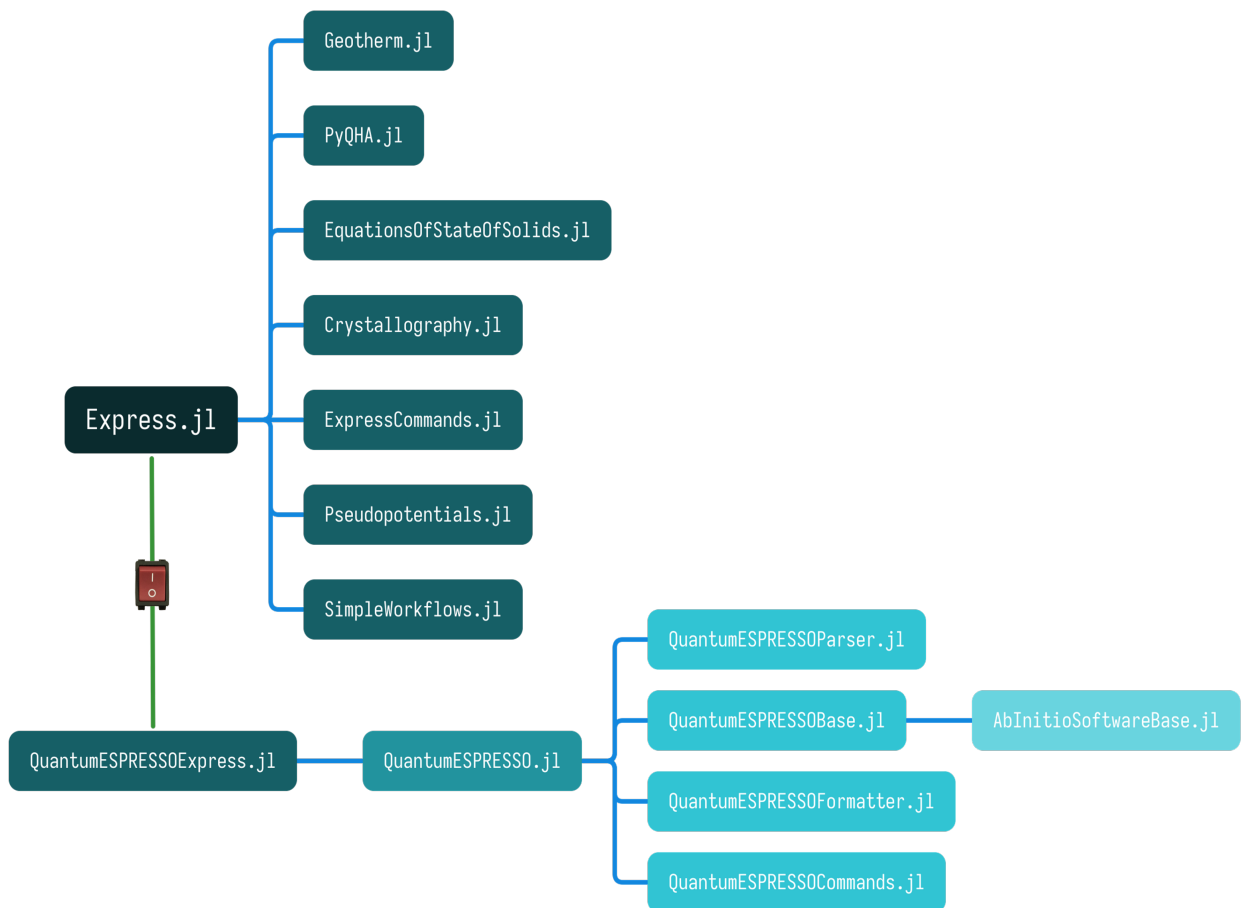 Geotherm.jl
PyQHA.jl
EquationsOfStateOfSolids.jl
Crystallography.jl
Express.jl
ExpressCommands.jl
Pseudopotentials.jl
I
O
SimpleWorkflows.jl
QuantumESPRESSOParser.jl
QuantumESPRESSOBase.jl
AbInitioSoftwareBase.jl
QuantumESPRESSOExpress.jl
QuantumESPRESSO.jl
QuantumESPRESSOFormatter.jl
QuantumESPRESSOCommands.jl